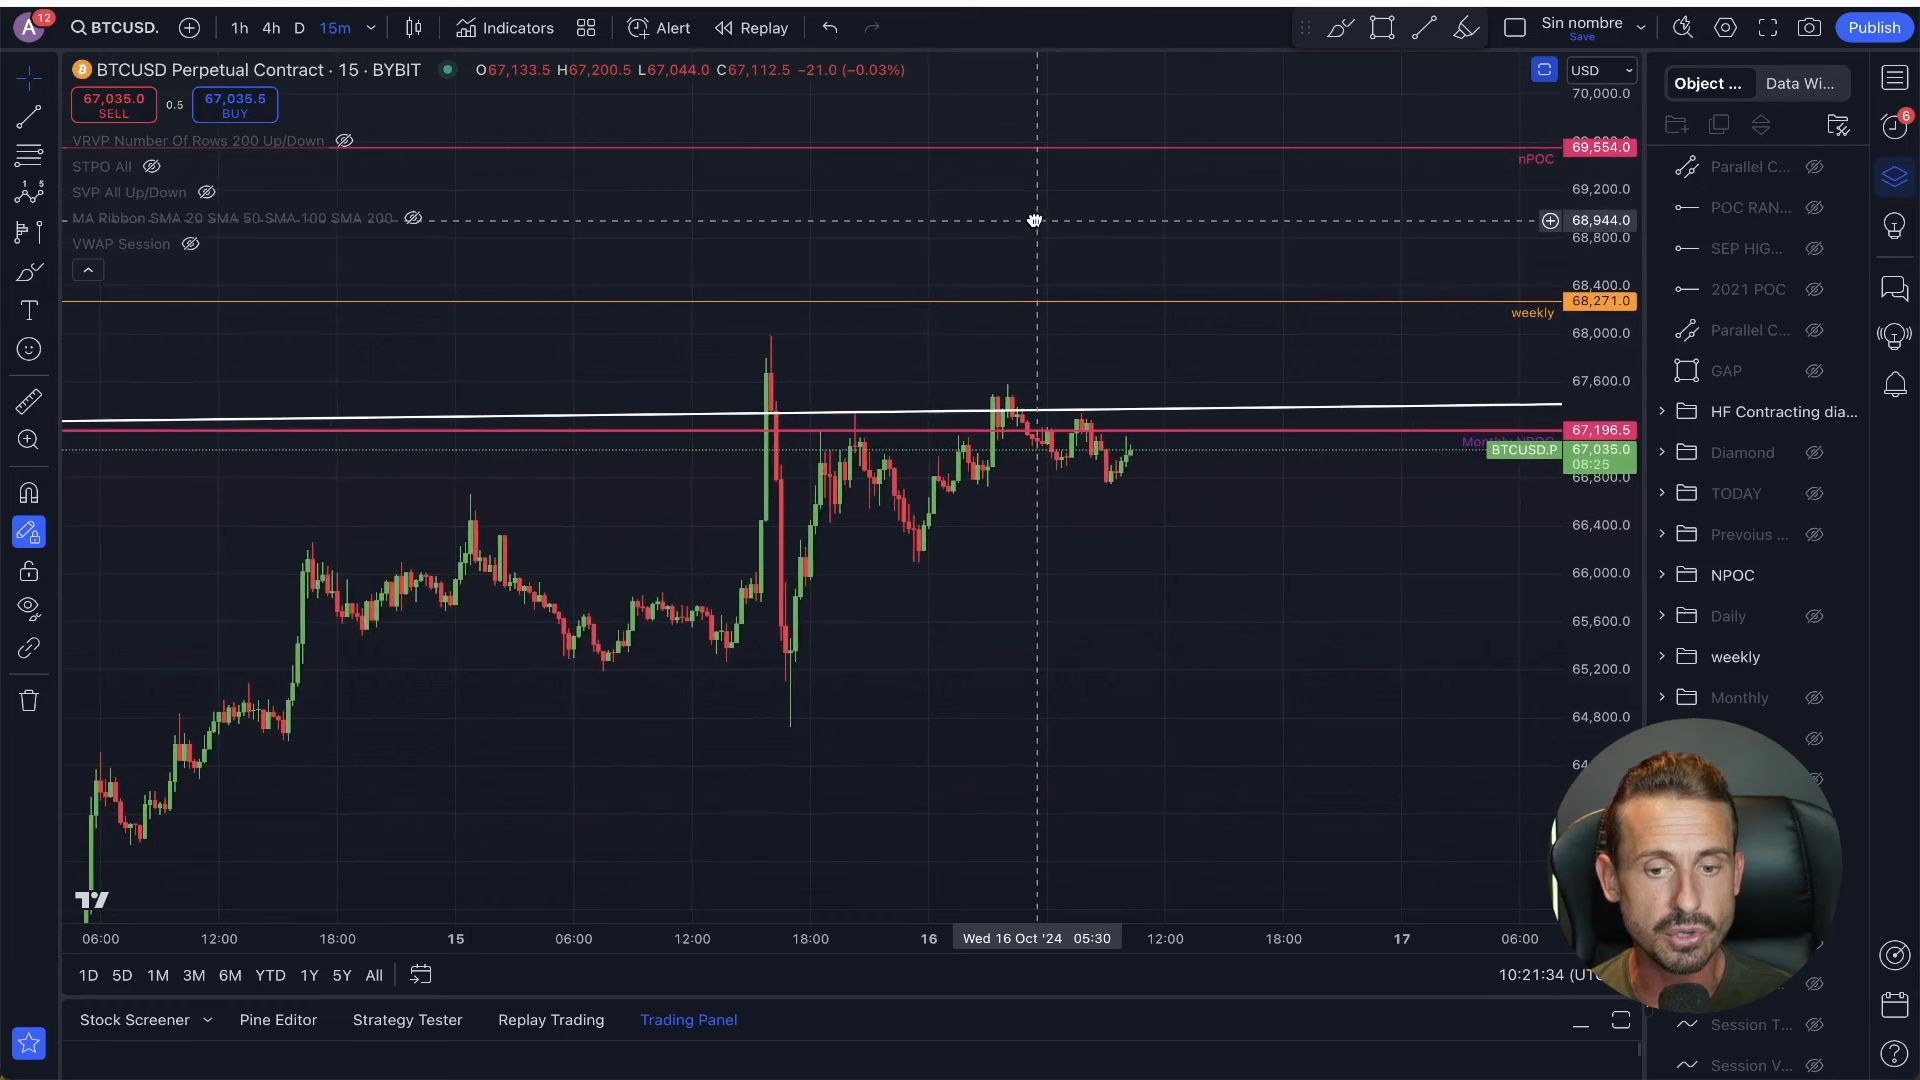 A 12 BTCUSD. 1h 4h D 15m Indicators Alert Replay Sin nombre Save Publish
BTCUSD Perpetual Contract · 15 · BYBIT O67,133.5 H67,200.5 L67,044.0 C67,112.5 −21.0 (−0.03%) USD
Object ... Data Wi...
67,035.0 SELL 0.5 67,035.5 BUY
VRVP Number Of Rows 200 Up/Down
STPO All
SVP All Up/Down
MA Ribbon SMA 20 SMA 50 SMA 100 SMA 200
VWAP Session
70,000.0
69,554.0
nPOC
69,200.0
68,944.0
68,800.0
68,400.0
68,271.0
weekly
68,000.0
67,600.0
67,196.5
Monthly NPOC
BTCUSD.P 67,035.0
08:25
66,800.0
66,400.0
66,000.0
65,600.0
65,200.0
64,800.0
Parallel C...
POC RAN...
SEP HIG...
2021 POC
Parallel C...
GAP
HF Contracting dia...
Diamond
TODAY
Prevoius ...
NPOC
Daily
weekly
Monthly
6
Session T...
Session V...
06:00 12:00 18:00 15 06:00 12:00 18:00 16 Wed 16 Oct '24 05:30 12:00 18:00 17 06:00
1D 5D 1M 3M 6M YTD 1Y 5Y All 10:21:34
Stock Screener Pine Editor Strategy Tester Replay Trading Trading Panel